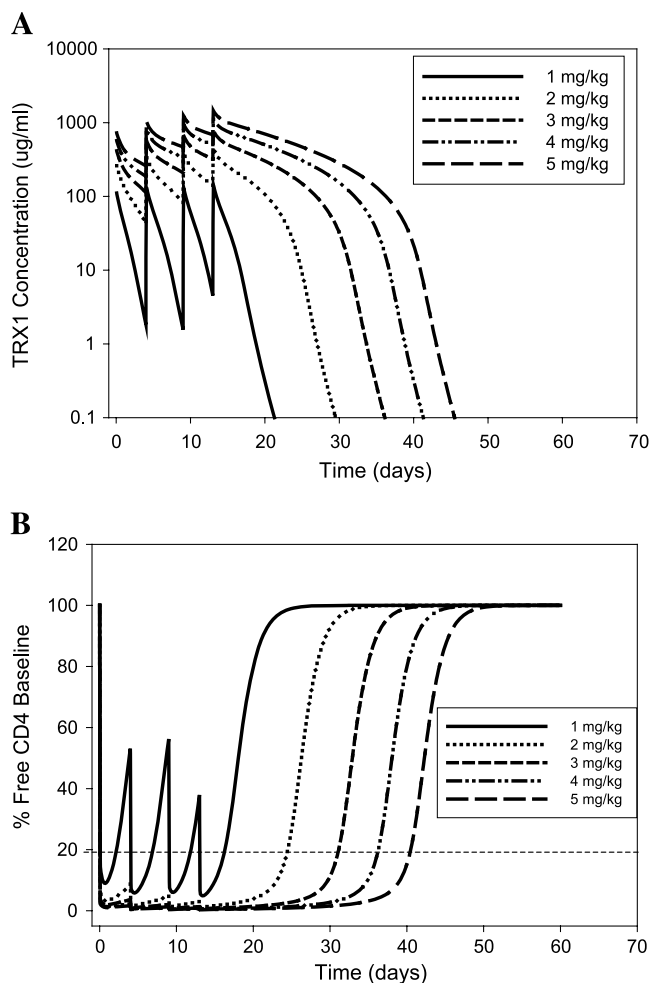 A
TRX1 Concentration (ug/ml)
10000
1000
100
10
1
0.1
1 mg/kg
2 mg/kg
3 mg/kg
4 mg/kg
5 mg/kg
0 10 20 30 40 50 60 70
Time (days)
B
% Free CD4 Baseline
120
100
80
60
40
20
0
1 mg/kg
2 mg/kg
3 mg/kg
4 mg/kg
5 mg/kg
0 10 20 30 40 50 60 70
Time (days)